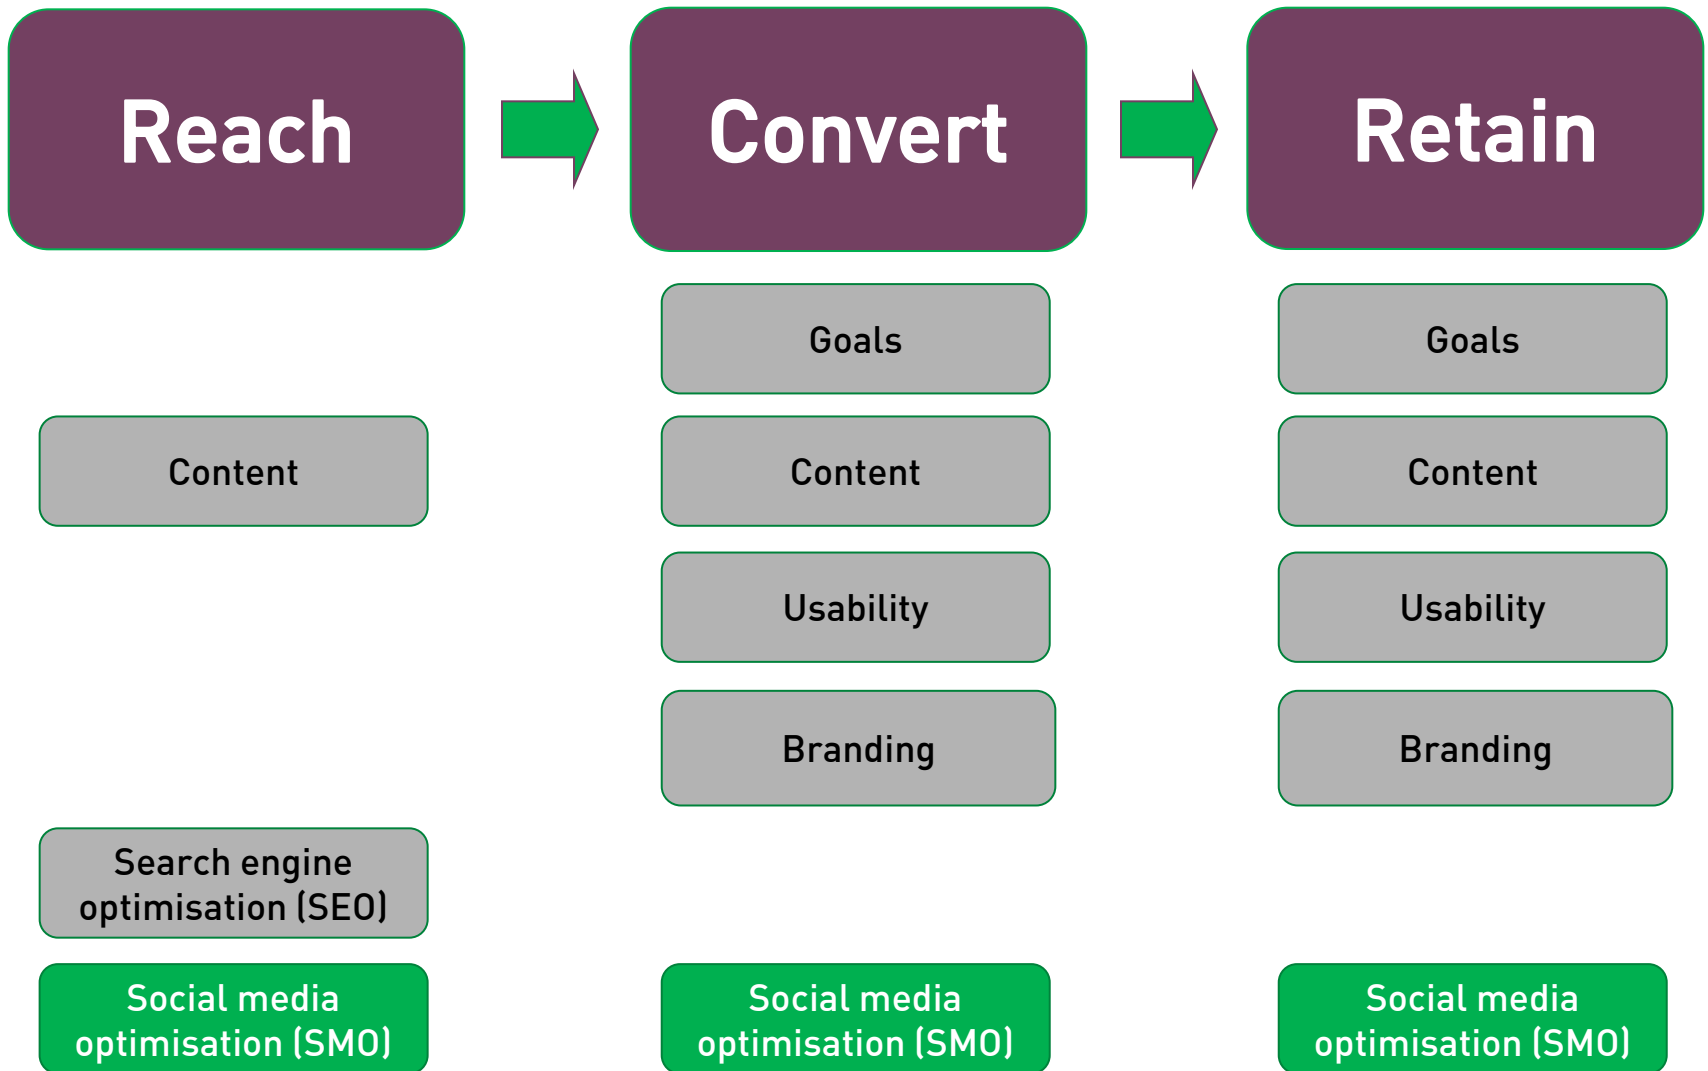 Reach
Convert
Retain
Goals
Goals
Content
Content
Content
Usability
Usability
Branding
Branding
Search engine
optimisation (SEO)
Social media
optimisation (SMO)
Social media
optimisation (SMO)
Social media
optimisation (SMO)